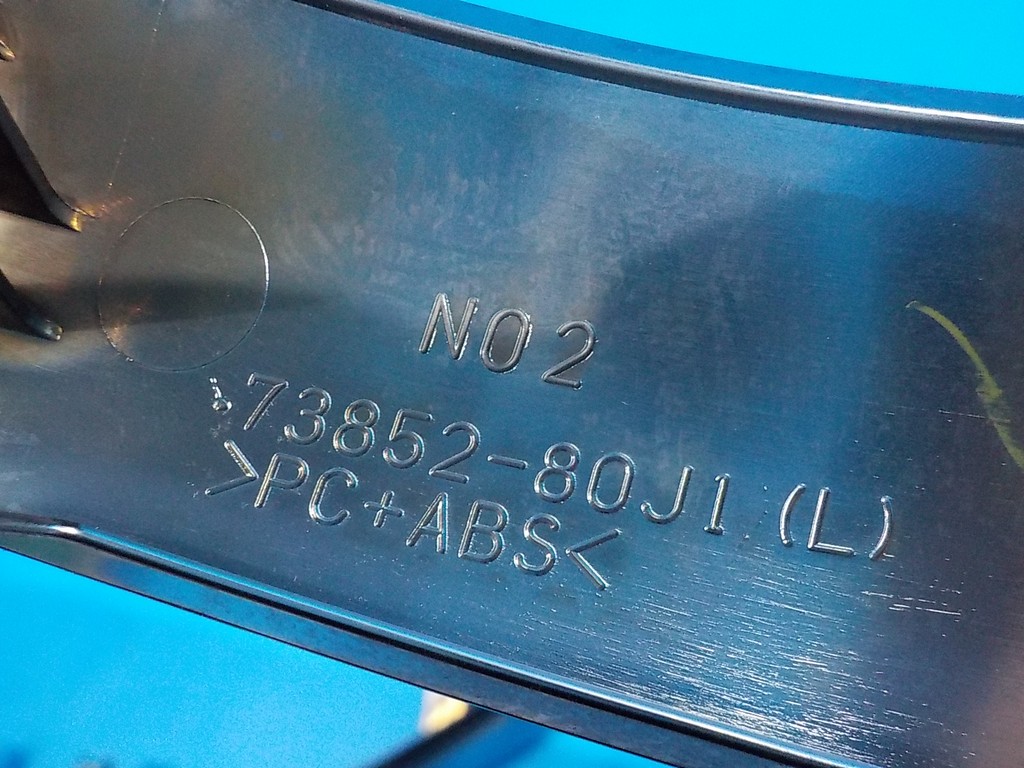 NO2
73852-80J1 (L)
>PC+ABS<